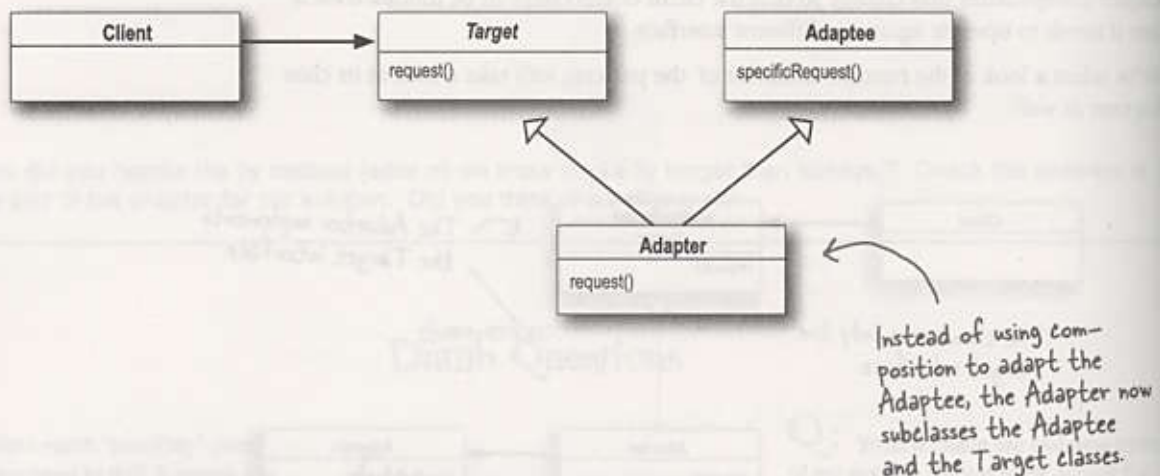 Client
Target
Adaptee
request()
specificRequest()
Adapter
request()
Instead of using com-
position to adapt the
Adaptee, the Adapter now
subclasses the Adaptee
and the Target classes.